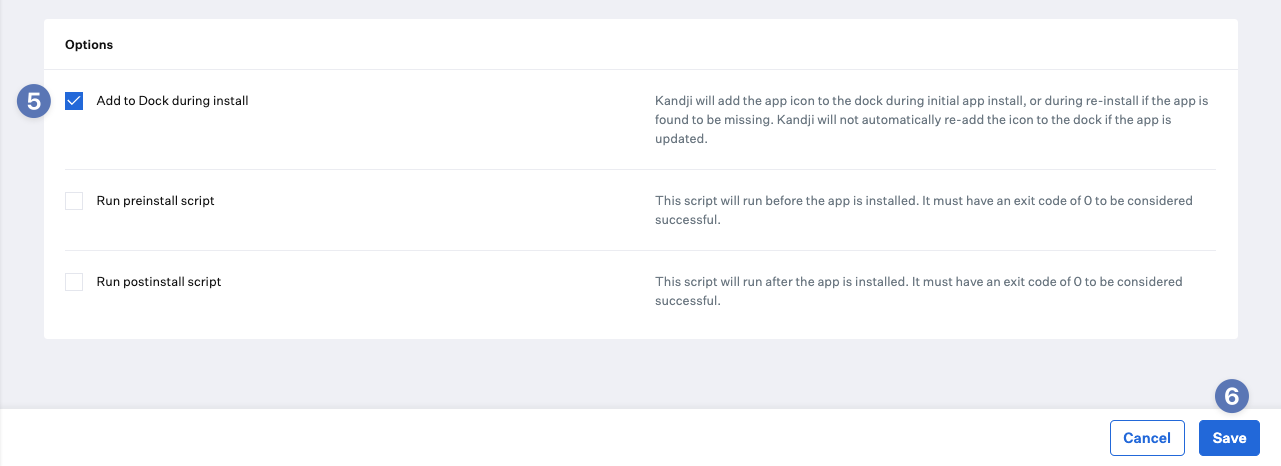 Options
5
Add to Dock during install
Kandji will add the app icon to the dock during initial app install, or during re-install if the app is
found to be missing. Kandji will not automatically re-add the icon to the dock if the app is
updated.
Run preinstall script
This script will run before the app is installed. It must have an exit code of 0 to be considered
successful.
Run postinstall script
This script will run after the app is installed. It must have an exit code of 0 to be considered
successful.
6
Cancel
Save